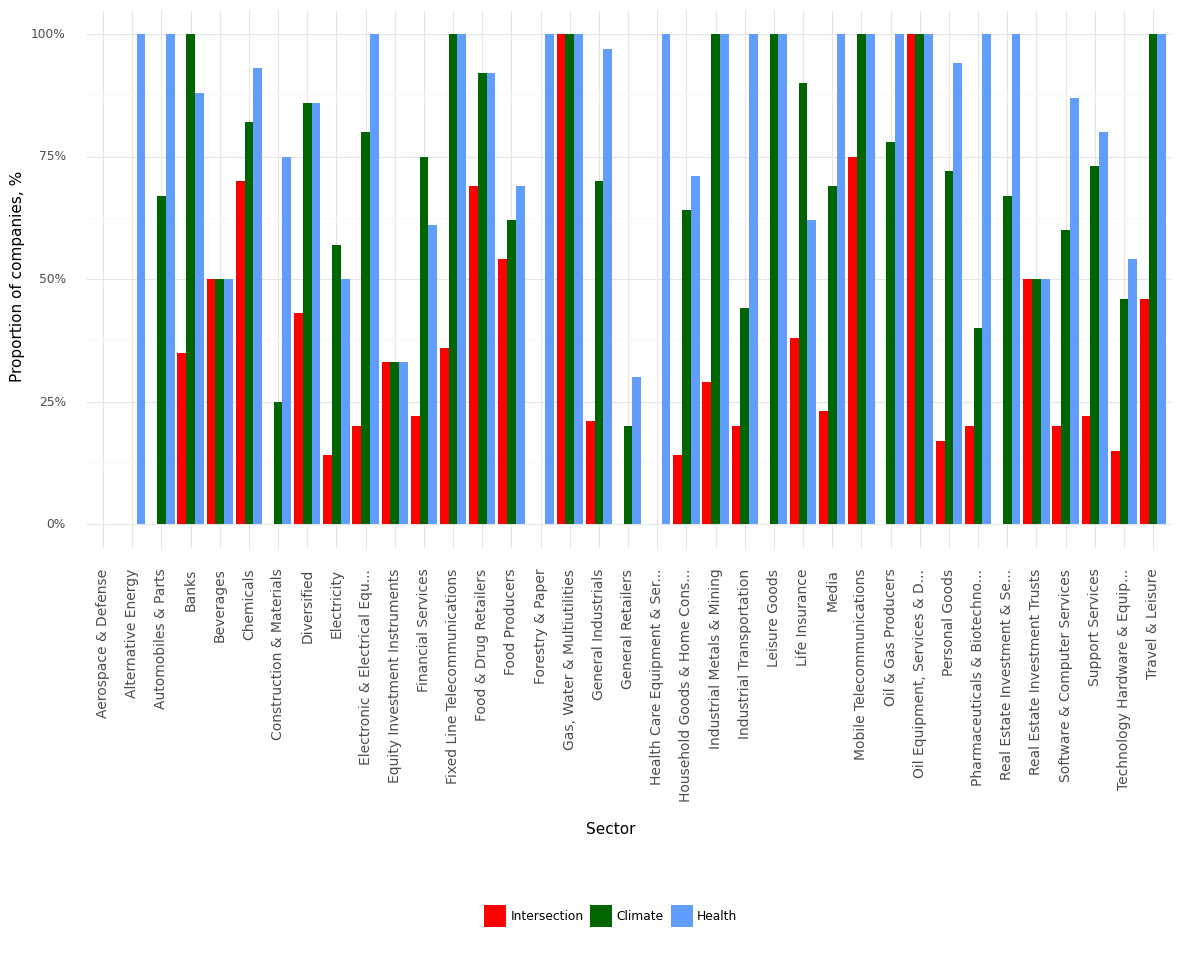 Proportion of companies, %
100%
75%
50%
25%
0%
Aerospace & Defense
Alternative Energy
Automobiles & Parts
Banks
Beverages
Chemicals
Construction & Materials
Diversified
Electricity
Electronic & Electrical Equ...
Equity Investment Instruments
Financial Services
Fixed Line Telecommunications
Food & Drug Retailers
Food Producers
Forestry & Paper
Gas, Water & Multiutilities
General Industrials
General Retailers
Health Care Equipment & Ser...
Household Goods & Home Cons...
Industrial Metals & Mining
Industrial Transportation
Leisure Goods
Life Insurance
Media
Mobile Telecommunications
Oil & Gas Producers
Oil Equipment, Services & D...
Personal Goods
Pharmaceuticals & Biotechno...
Real Estate Investment & Se...
Real Estate Investment Trusts
Software & Computer Services
Support Services
Technology Hardware & Equip...
Travel & Leisure
Sector
Intersection Climate Health